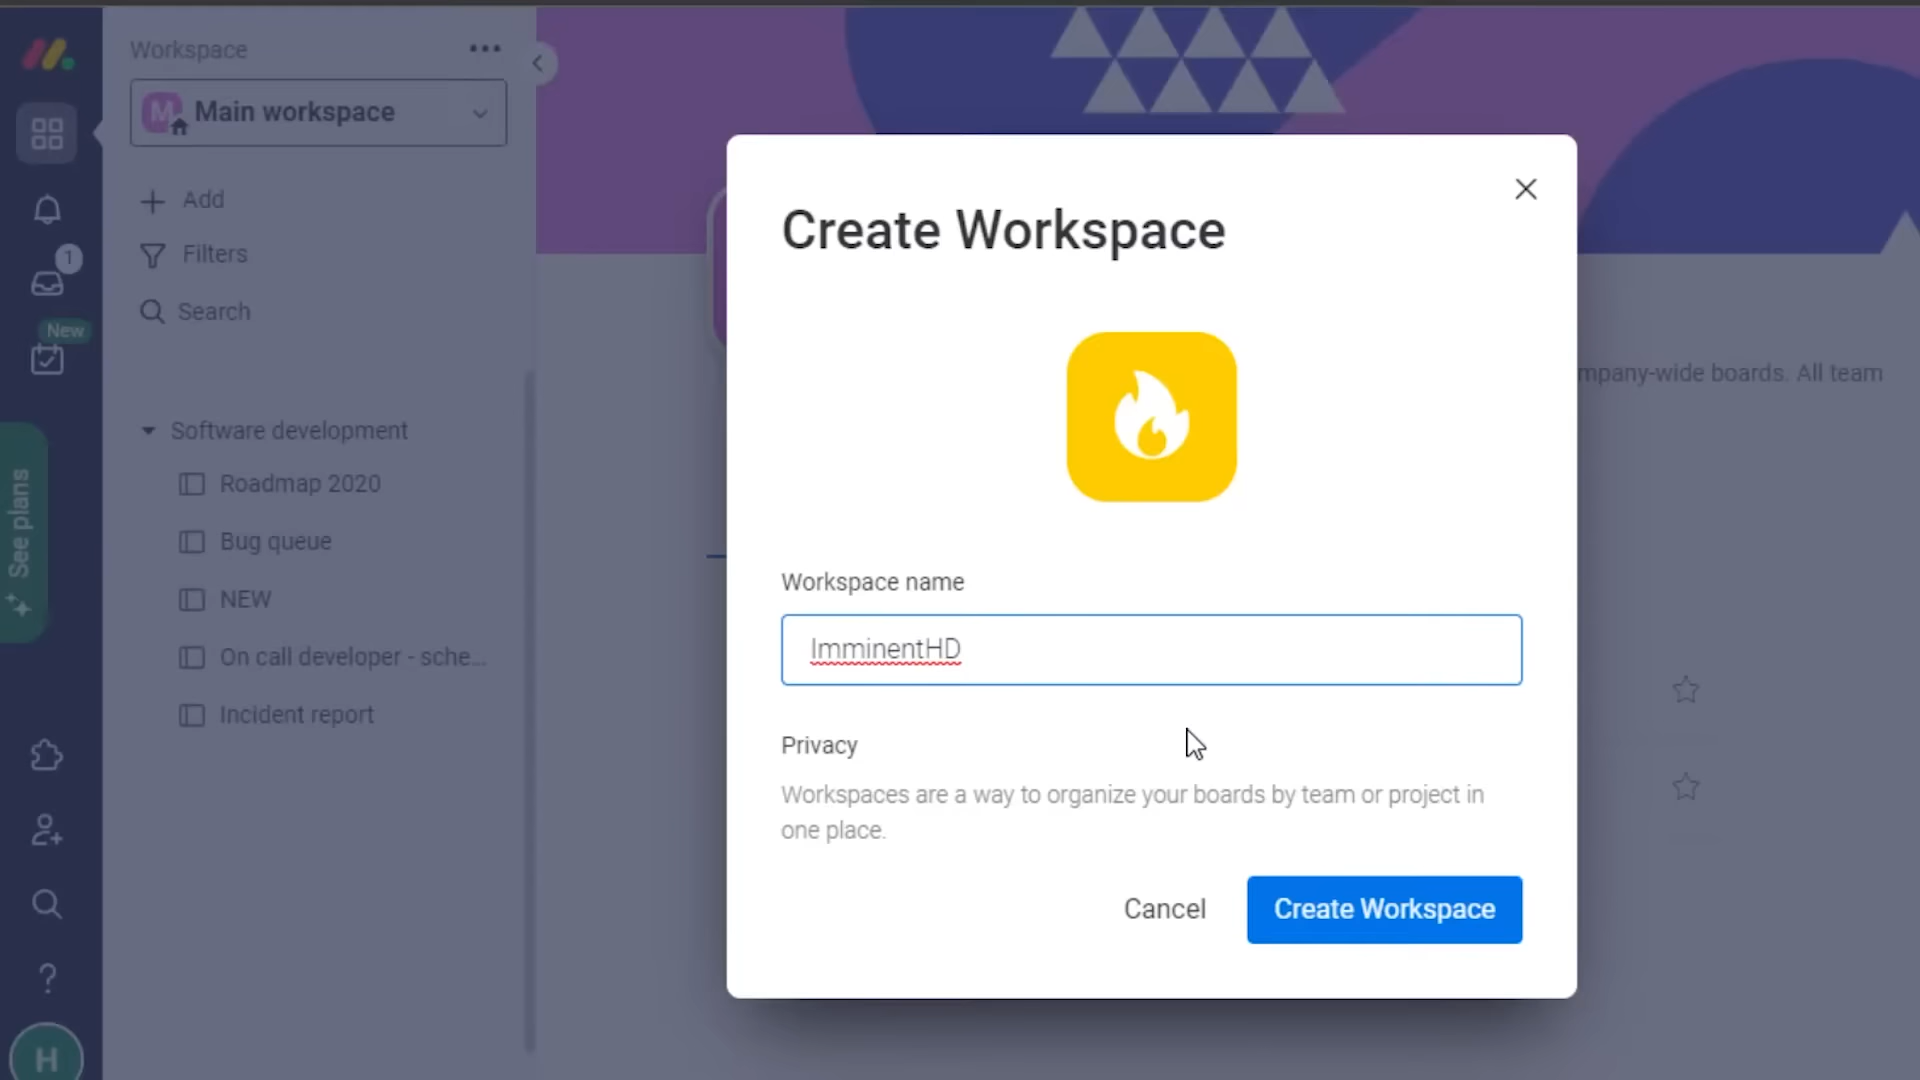 Workspace
M
Main workspace
Add
Filters
1
Search
New
Software development
Roadmap 2020
Bug queue
NEW
On call developer - sche...
Incident report
See plans
?
H
Create Workspace
mpany-wide boards. All team
Workspace name
ImminentHD
Privacy
Workspaces are a way to organize your boards by team or project in
one place.
Cancel
Create Workspace